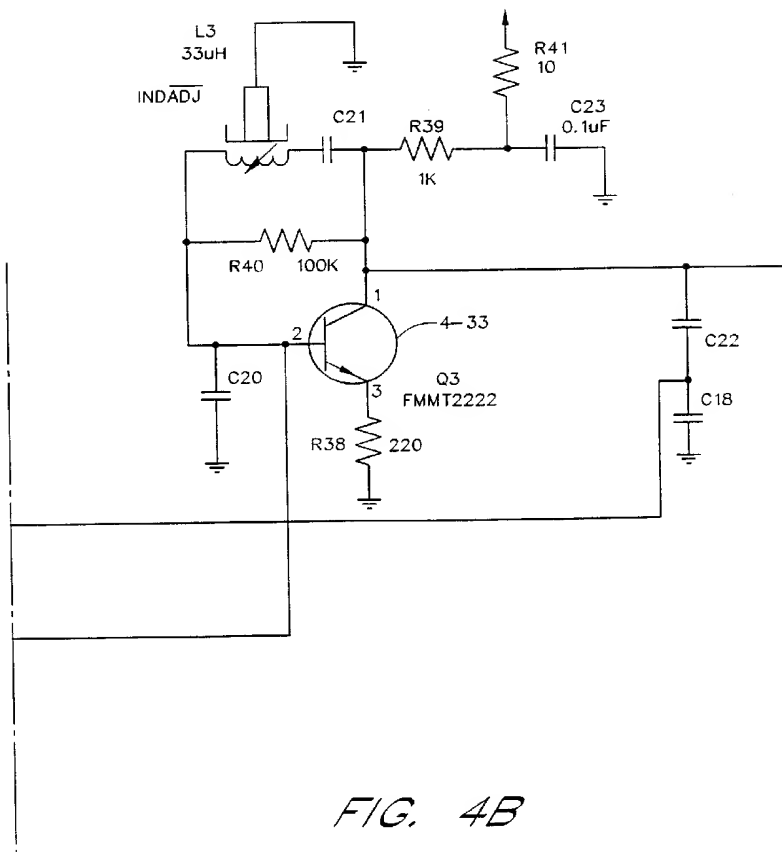 L3
33uH
INDADJ
C21
R39
1K
R41
10
C23
0.1uF
R40
100K
1
2
3
4-33
Q3
FMMT2222
C20
R38
220
C22
C18
FIG. 4B